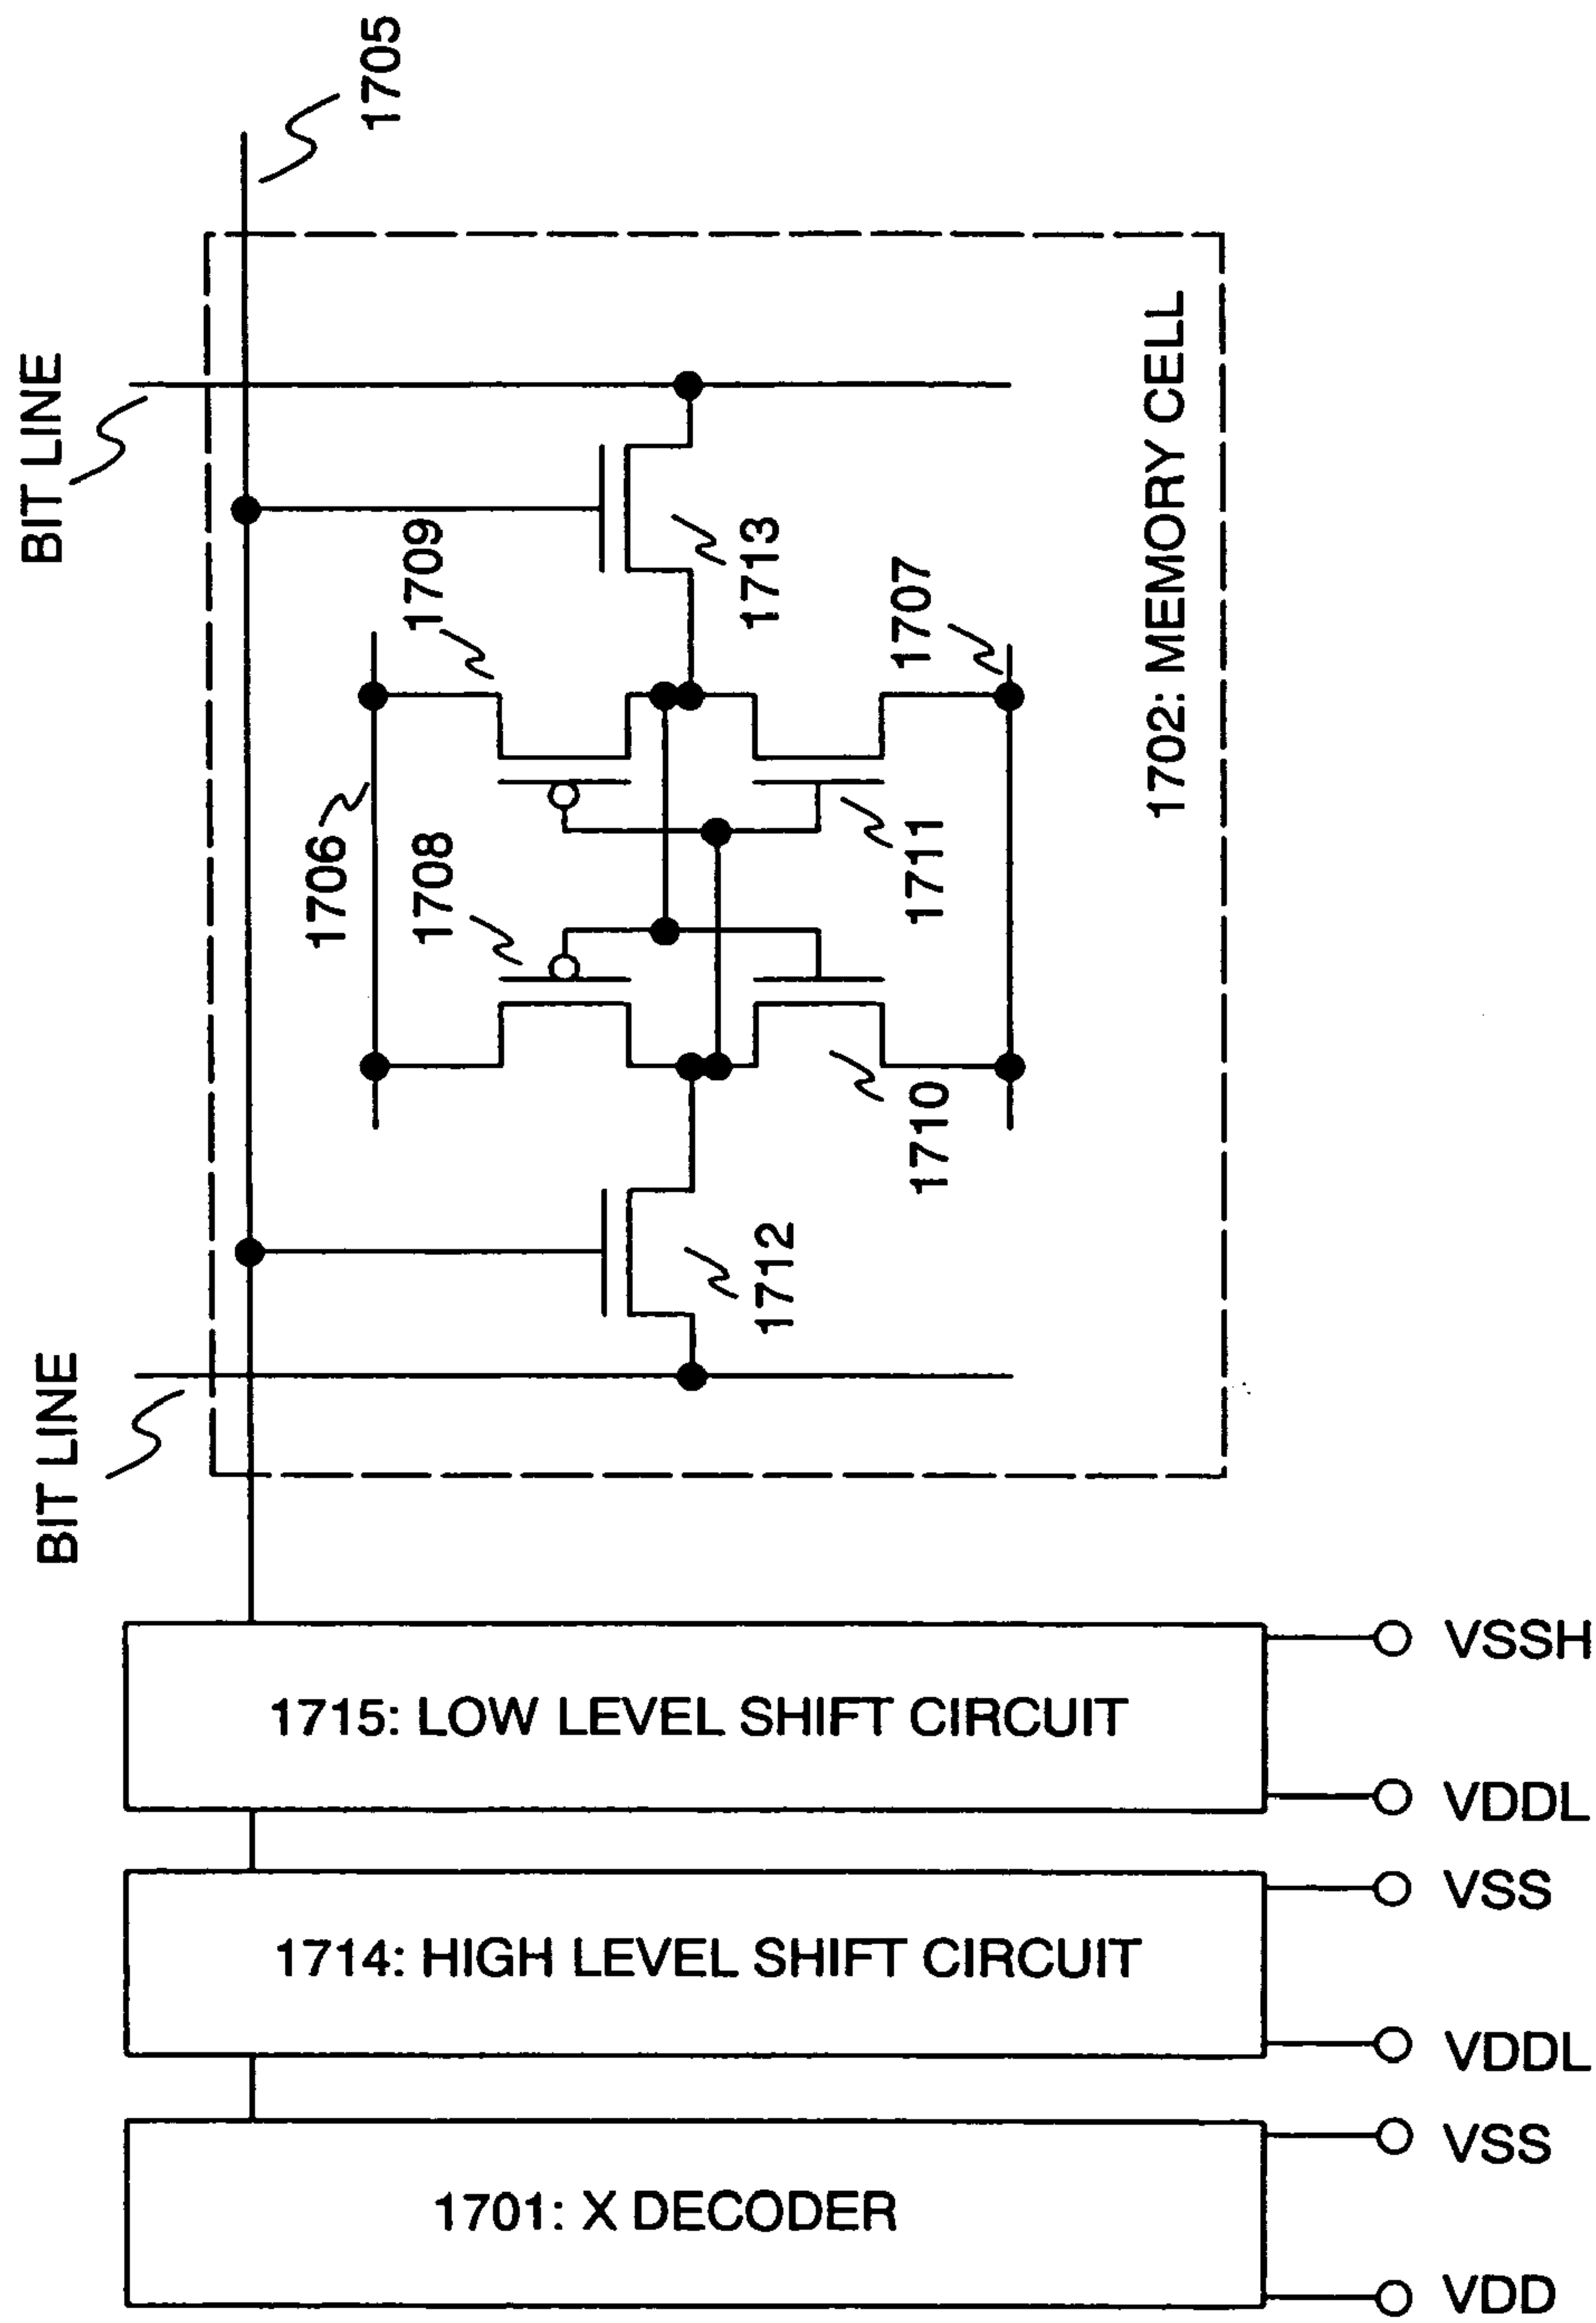 BIT LINE
BIT LINE
1705
1706
1709
1708
1713
1712
1711
1707
1710
1702: MEMORY CELL
1715: LOW LEVEL SHIFT CIRCUIT
VSSH
VDDL
1714: HIGH LEVEL SHIFT CIRCUIT
VSS
VDDL
1701: X DECODER
VSS
VDD